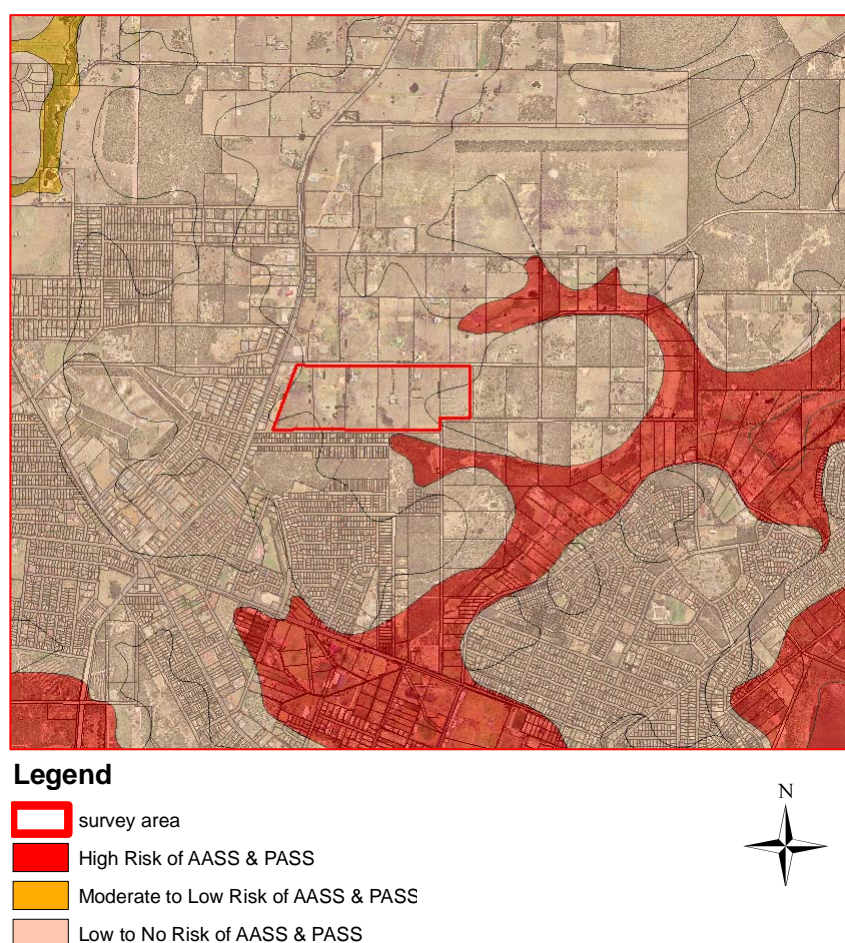 Legend
N
survey area
High Risk of AASS & PASS
Moderate to Low Risk of AASS & PASS
Low to No Risk of AASS & PASS